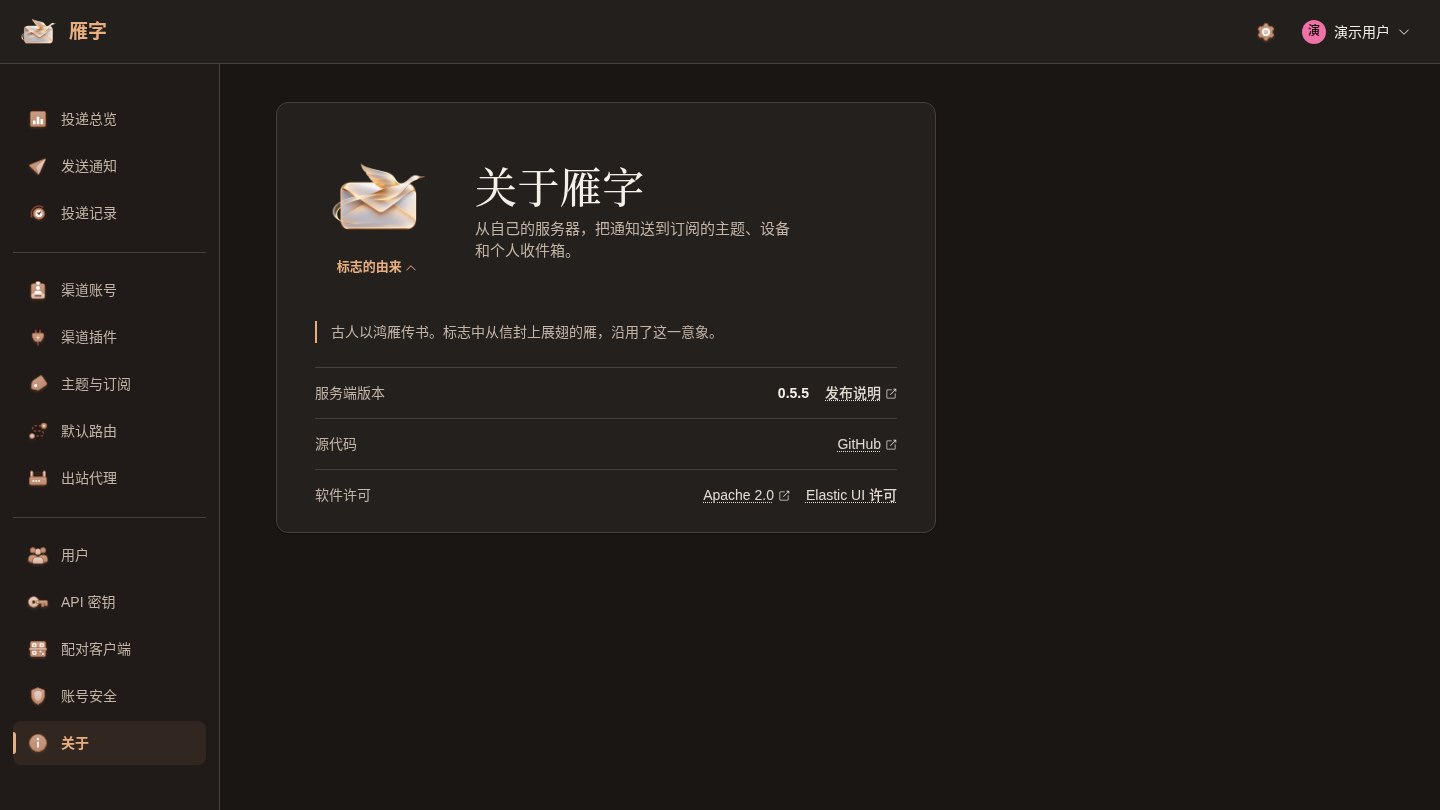 雁字
演 演示用户
投递总览
发送通知
投递记录
渠道账号
渠道插件
主题与订阅
默认路由
出站代理
用户
API 密钥
配对客户端
账号安全
关于
关于雁字
从自己的服务器，把通知送到订阅的主题、设备
和个人收件箱。
标志的由来
古人以鸿雁传书。标志中从信封上展翅的雁，沿用了这一意象。
服务端版本 0.5.5 发布说明
源代码 GitHub
软件许可 Apache 2.0 Elastic UI 许可